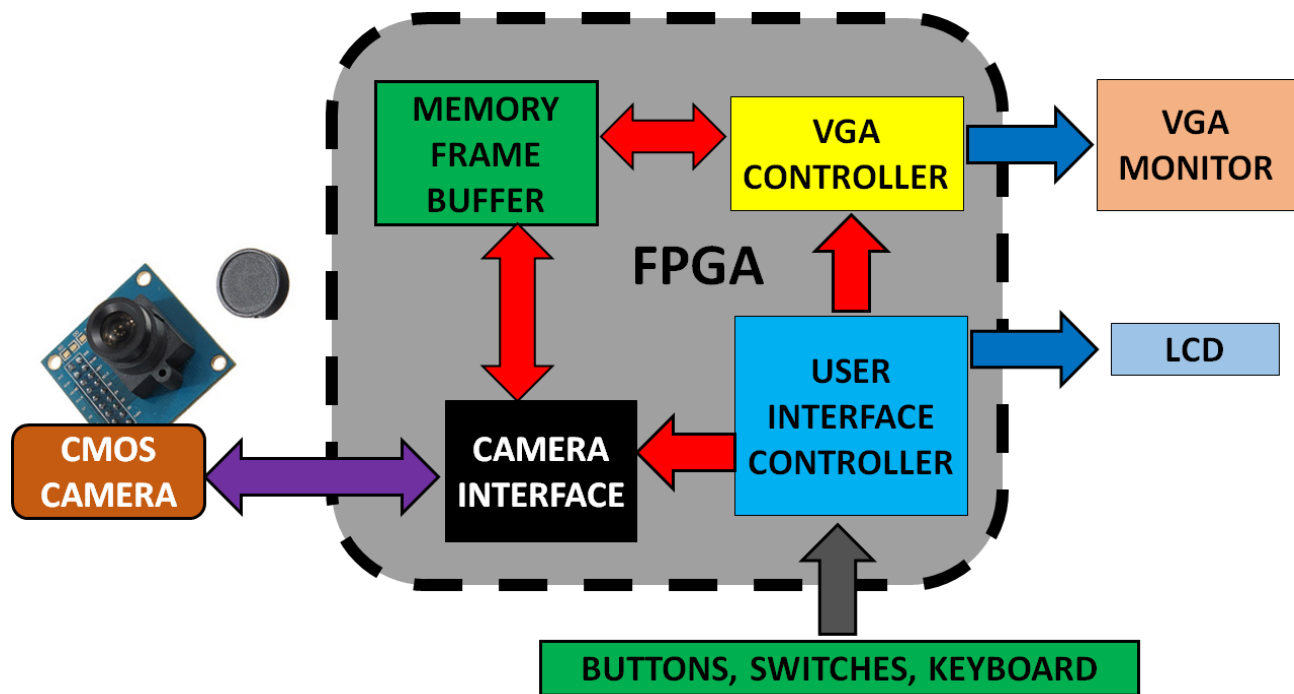 MEMORY
FRAME
BUFFER
VGA
CONTROLLER
VGA
MONITOR
FPGA
USER
INTERFACE
CONTROLLER
LCD
CAMERA
INTERFACE
CMOS
CAMERA
BUTTONS, SWITCHES, KEYBOARD